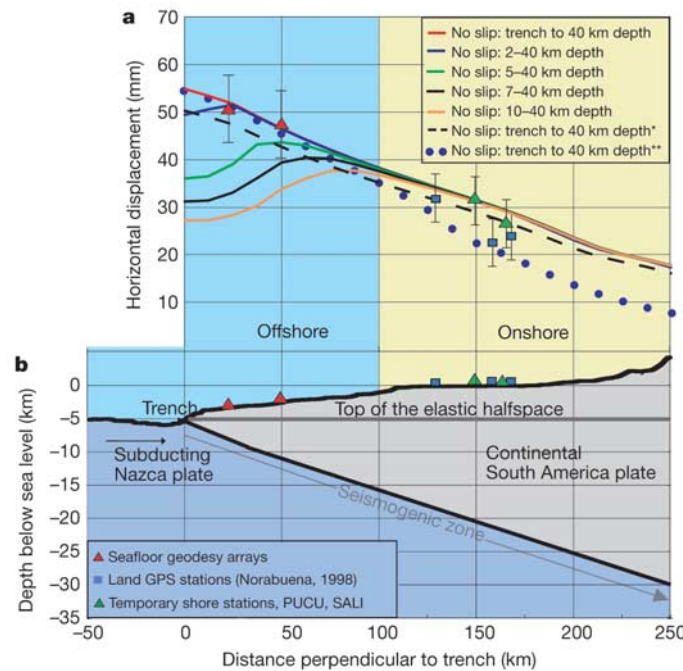 a
Horizontal displacement (mm)
70
60
50
40
30
20
10
No slip: trench to 40 km depth
No slip: 2–40 km depth
No slip: 5–40 km depth
No slip: 7–40 km depth
No slip: 10–40 km depth
No slip: trench to 40 km depth*
No slip: trench to 40 km depth**
Offshore
Onshore
b
Depth below sea level (km)
0
−5
−10
−15
−20
−25
−30
−35
Trench
Top of the elastic halfspace
Subducting
Nazca plate
Continental
South America plate
Seismogenic zone
Seafloor geodesy arrays
Land GPS stations (Norabuena, 1998)
Temporary shore stations, PUCU, SALI
−50
0
50
100
150
200
250
Distance perpendicular to trench (km)